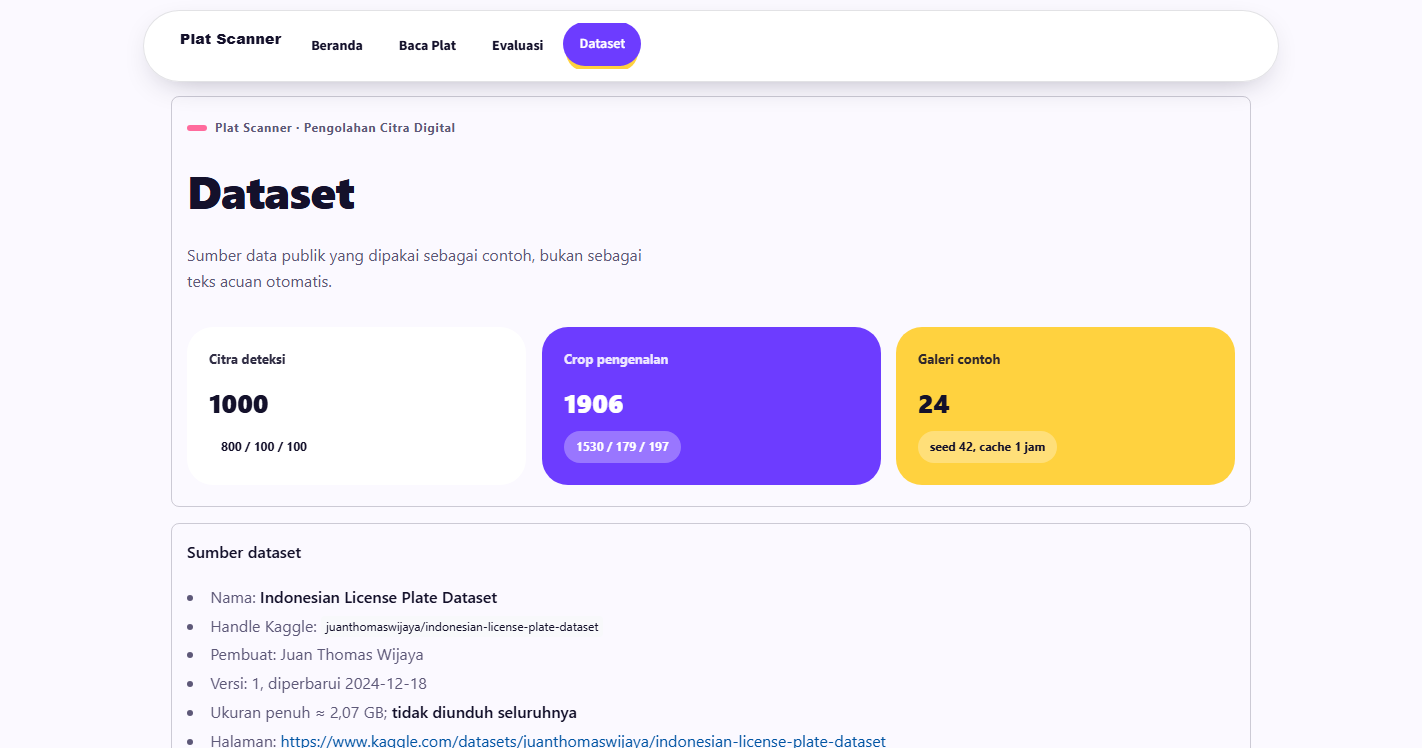 Plat Scanner
Beranda
Baca Plat
Evaluasi
Dataset
Plat Scanner · Pengolahan Citra Digital
Dataset
Sumber data publik yang dipakai sebagai contoh, bukan sebagai
teks acuan otomatis.
Citra deteksi
1000
800 / 100 / 100
Crop pengenalan
1906
1530 / 179 / 197
Galeri contoh
24
seed 42, cache 1 jam
Sumber dataset
Nama: Indonesian License Plate Dataset
Handle Kaggle: juanthomaswijaya/indonesian-license-plate-dataset
Pembuat: Juan Thomas Wijaya
Versi: 1, diperbarui 2024-12-18
Ukuran penuh ≈ 2,07 GB; tidak diunduh seluruhnya
Halaman: https://www.kaggle.com/datasets/juanthomaswijaya/indonesian-license-plate-dataset